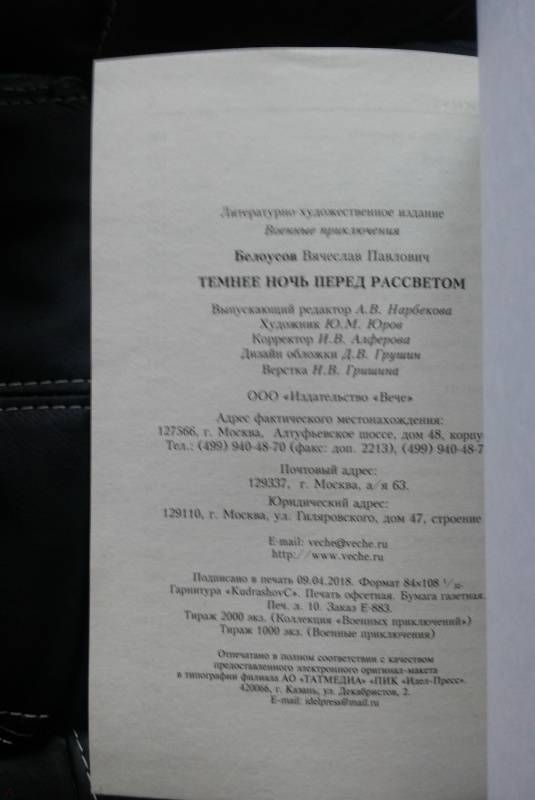 Литературно-художественное издание
Военные приключения
Белоусов Вячеслав Павлович
ТЕМНЕЕ НОЧЬ ПЕРЕД РАССВЕТОМ
Выпускающий редактор А.В. Нарбекова
Художник Ю.М. Юров
Корректор И.В. Алферова
Дизайн обложки Д.В. Грушин
Верстка Н.В. Гришина
ООО «Издательство «Вече»
Адрес фактического местонахождения:
127566, г. Москва, Алтуфьевское шоссе, дом 48, корпу
Тел.: (499) 940-48-70 (факс: доп. 2213), (499) 940-48-7
Почтовый адрес:
129337, г. Москва, а/я 63.
Юридический адрес:
129110, г. Москва, ул. Гиляровского, дом 47, строение
E-mail: veche@veche.ru
http://www.veche.ru
Подписано в печать 09.04.2018. Формат 84×108 1/32.
Гарнитура «KudrashovC». Печать офсетная. Бумага газетная.
Печ. л. 10. Заказ Е-883.
Тираж 2000 экз. (Коллекция «Военных приключений»)
Тираж 1000 экз. (Военные приключения)
Отпечатано в полном соответствии с качеством
предоставленного электронного оригинал-макета
в типографии филиала АО «ТАТМЕДИА» «ПИК «Идел-Пресс».
420066, г. Казань, ул. Декабристов, 2.
E-mail: idelpress@mail.ru